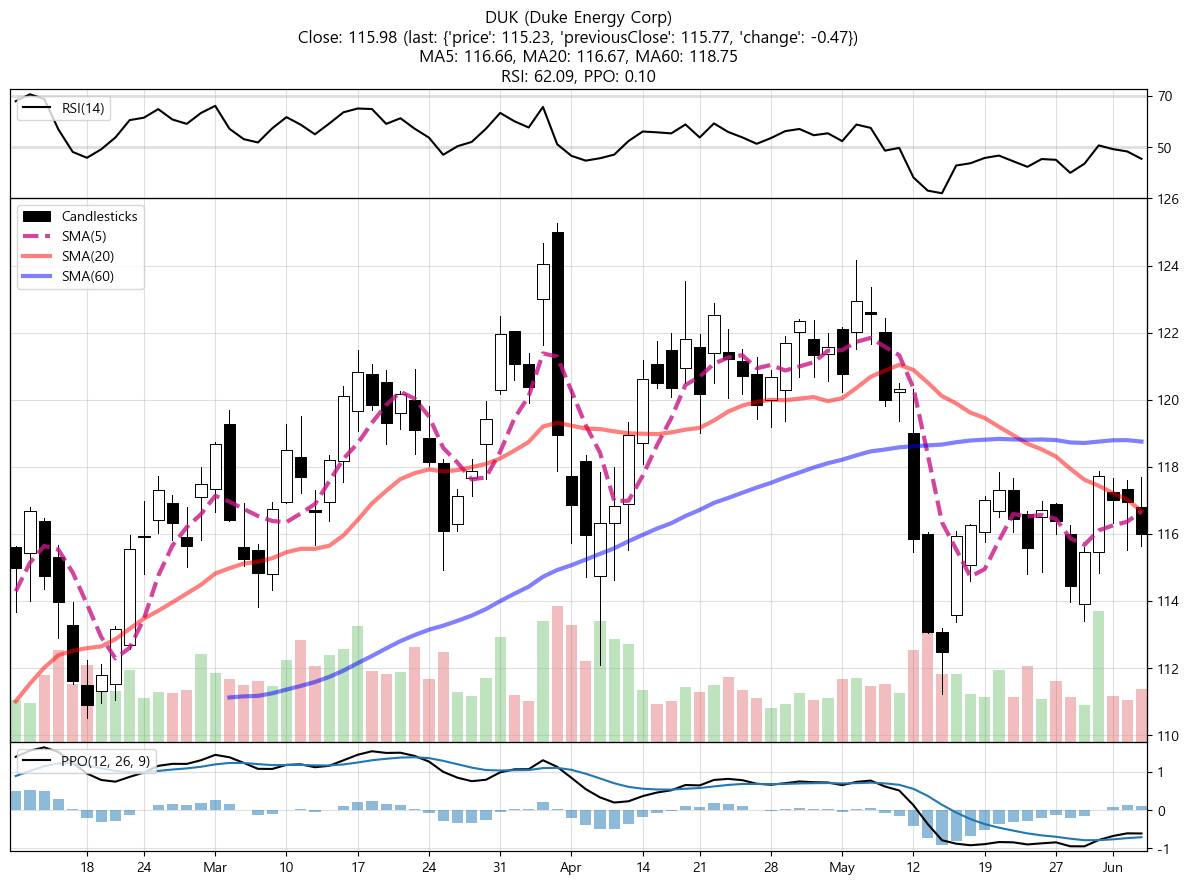 DUK (Duke Energy Corp)
Close: 115.98 (last: {'price': 115.23, 'previousClose': 115.77, 'change': -0.47})
MA5: 116.66, MA20: 116.67, MA60: 118.75
RSI: 62.09, PPO: 0.10
RSI(14)
70
50
Candlesticks
SMA(5)
SMA(20)
SMA(60)
126
124
122
120
118
116
114
112
110
PPO(12, 26, 9)
1
0
-1
18 24 Mar 10 17 24 31 Apr 14 21 28 May 12 19 27 Jun